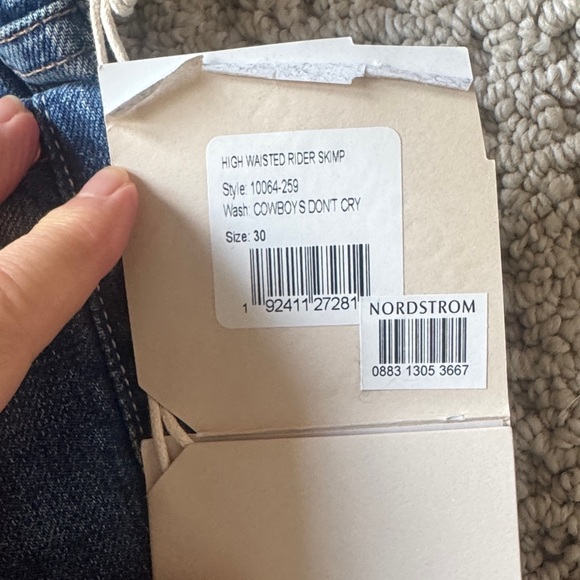 HIGH WAISTED RIDER SKIMP
Style: 10064-259
Wash: COWBOYS DON'T CRY
Size: 30
1 92411 27281
NORDSTROM
0883 1305 3667